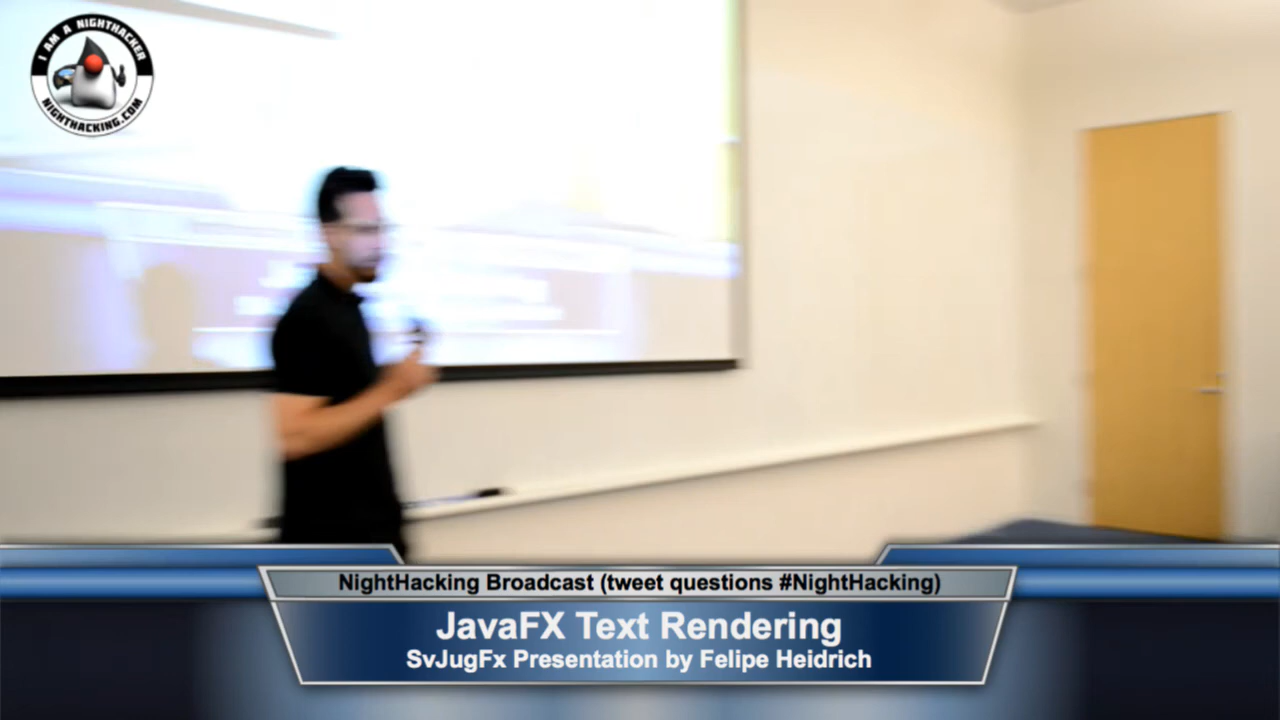 I AM A NIGHTHACKER
NIGHTHACKING.COM
NightHacking Broadcast (tweet questions #NightHacking)
JavaFX Text Rendering
SvJugFx Presentation by Felipe Heidrich